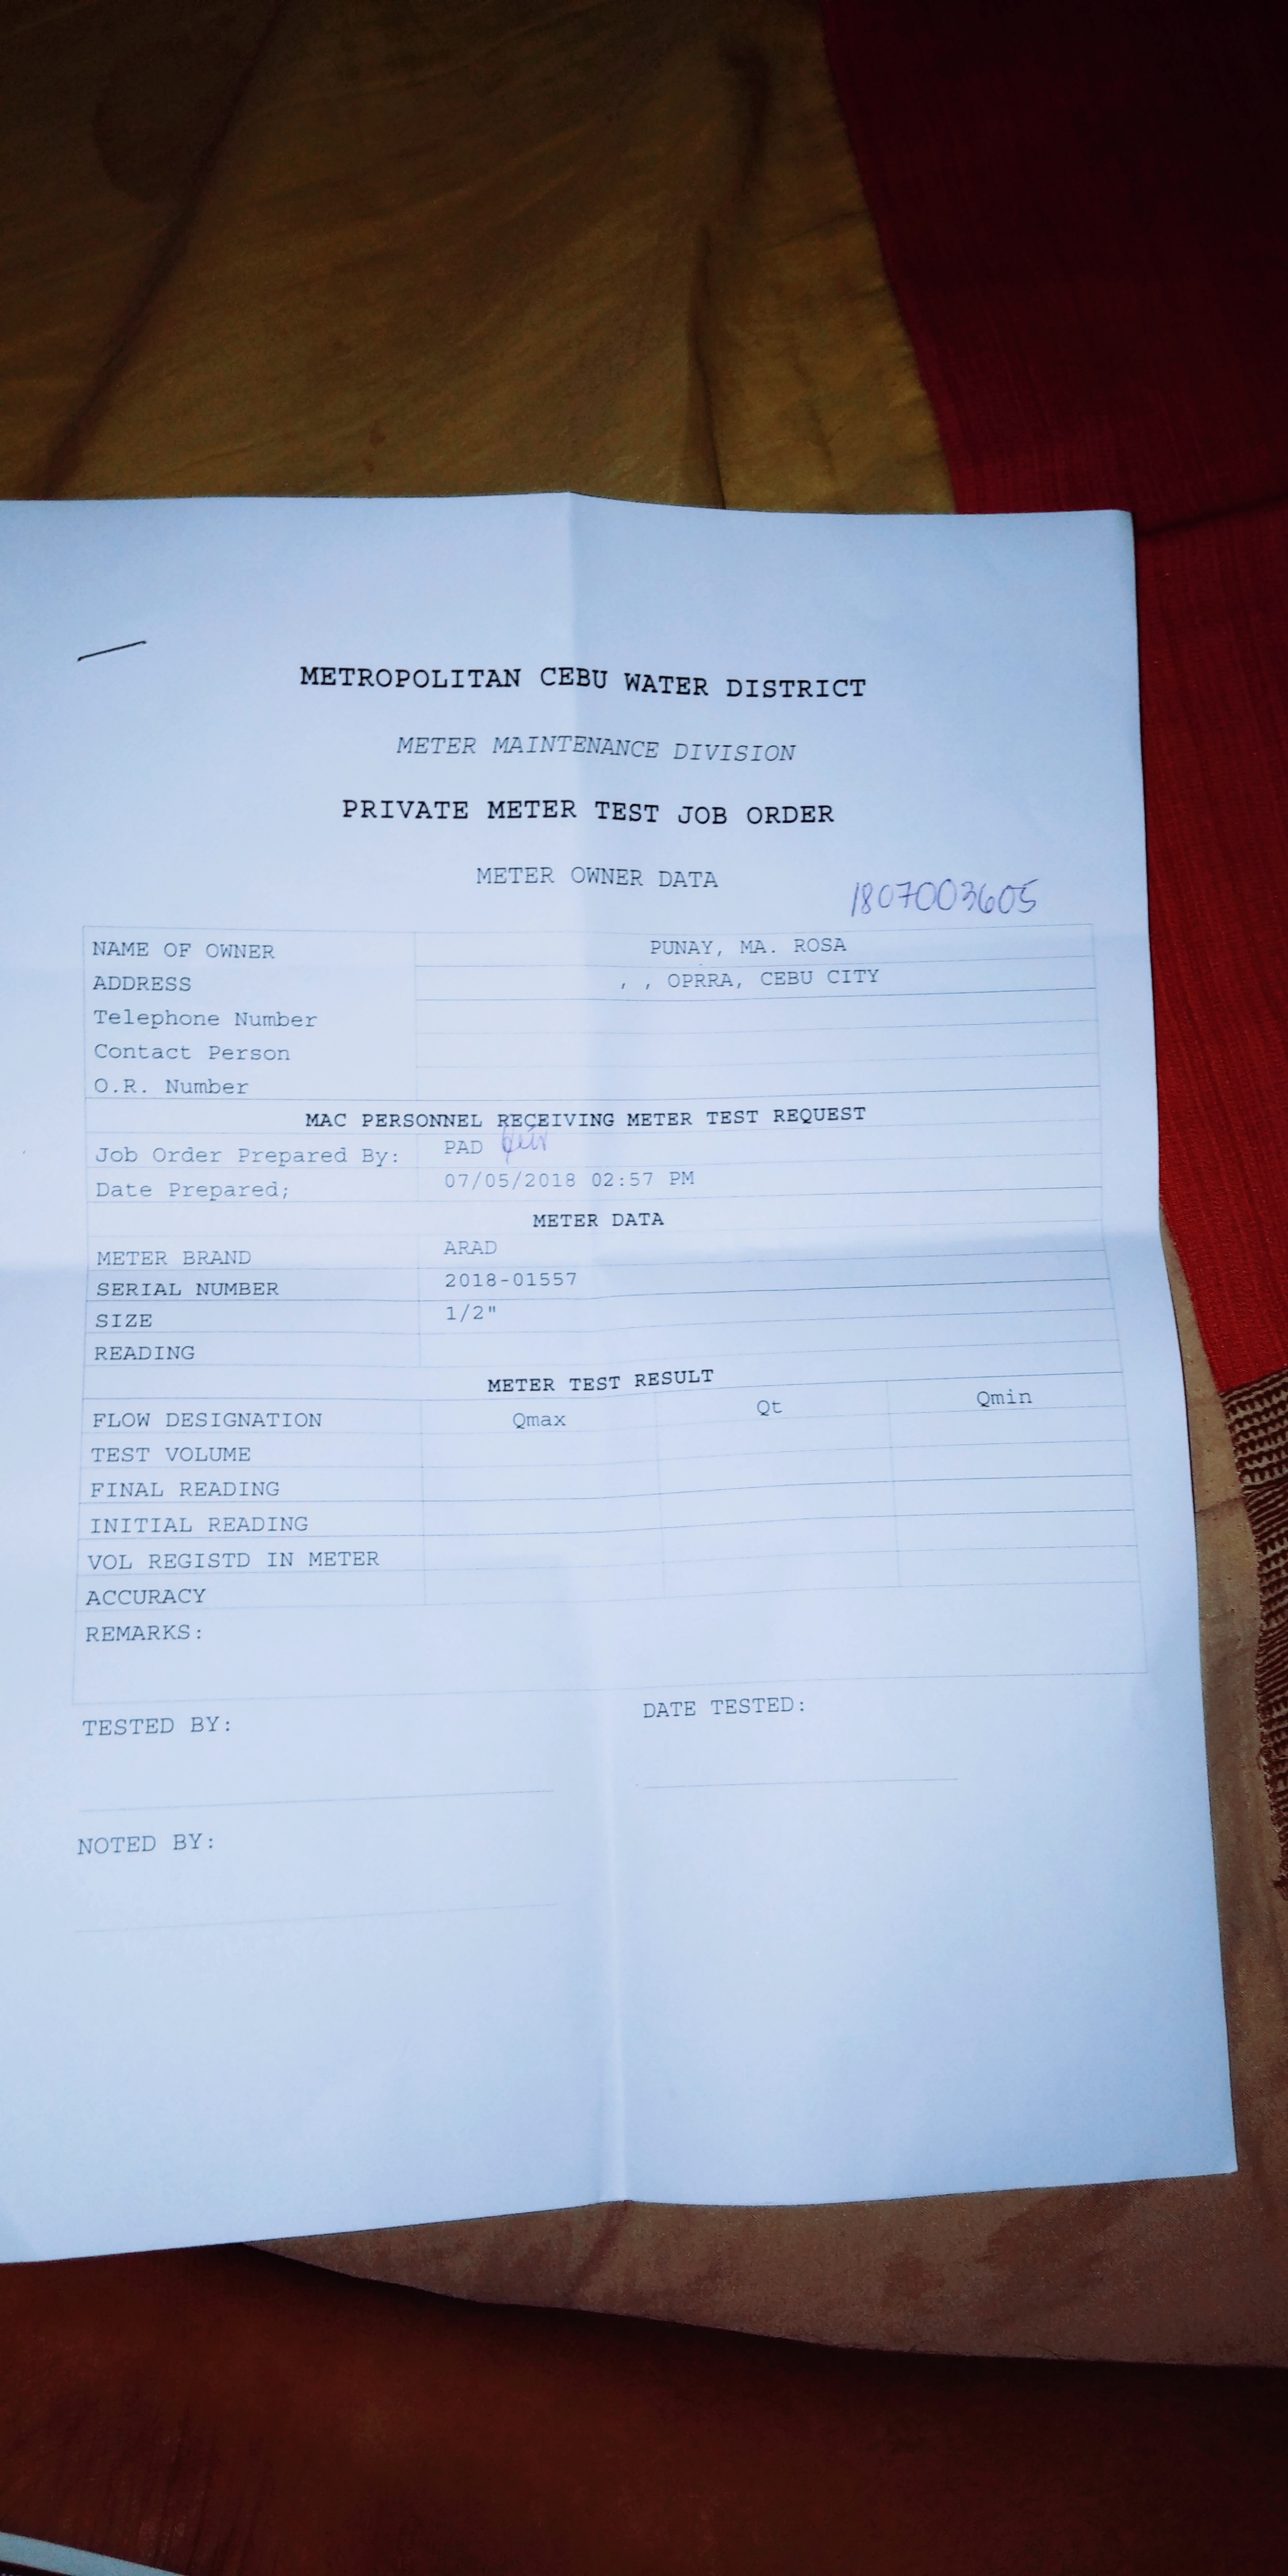 METROPOLITAN CEBU WATER DISTRICT
METER MAINTENANCE DIVISION
PRIVATE METER TEST JOB ORDER
METER OWNER DATA
1807003605
NAME OF OWNER PUNAY, MA. ROSA
ADDRESS , , OPRRA, CEBU CITY
Telephone Number
Contact Person
O.R. Number
MAC PERSONNEL RECEIVING METER TEST REQUEST
Job Order Prepared By: PAD
Date Prepared; 07/05/2018 02:57 PM
METER DATA
METER BRAND ARAD
SERIAL NUMBER 2018-01557
SIZE 1/2"
READING
METER TEST RESULT
FLOW DESIGNATION Qmax Qt Qmin
TEST VOLUME
FINAL READING
INITIAL READING
VOL REGISTD IN METER
ACCURACY
REMARKS:
TESTED BY: DATE TESTED:
NOTED BY: